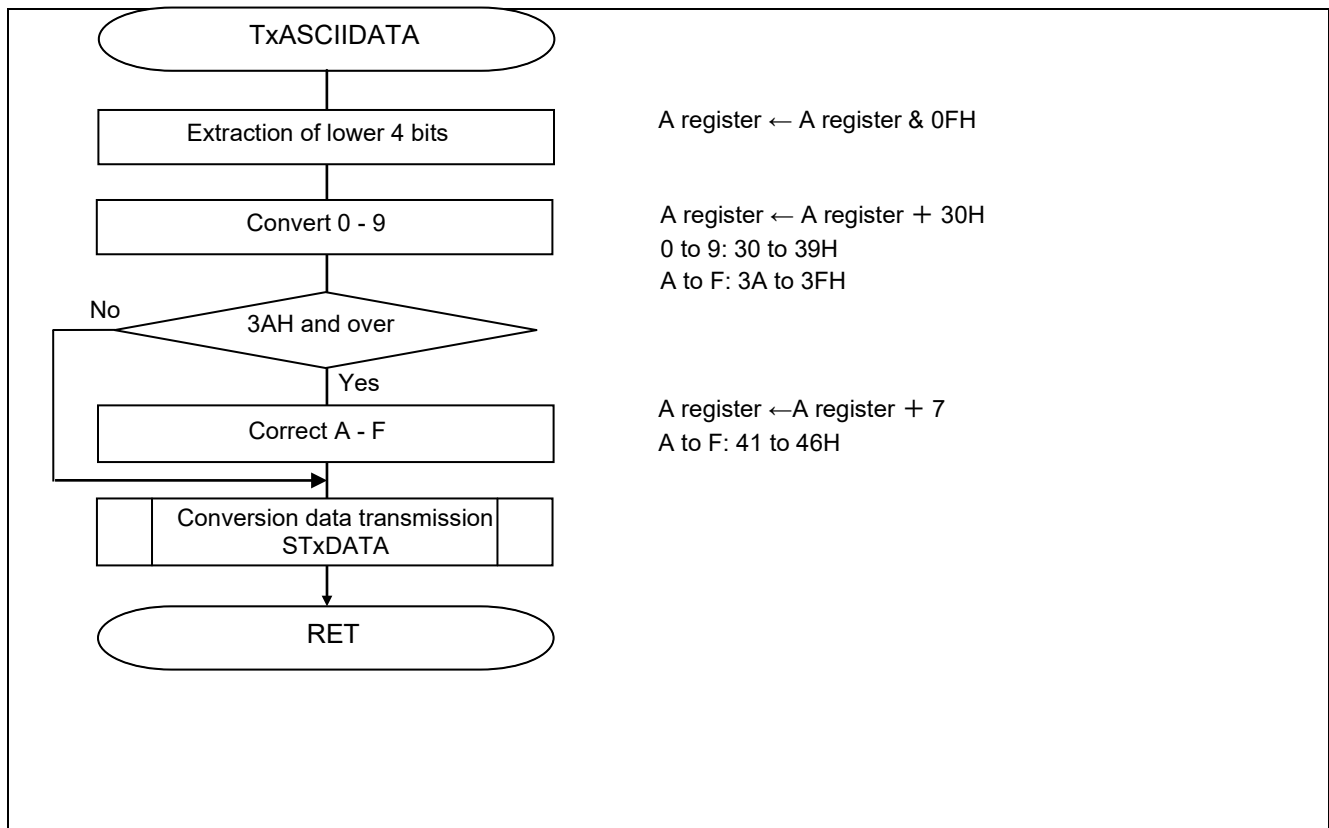 TxASCIIDATA
Extraction of lower 4 bits
A register ← A register & 0FH
Convert 0 - 9
A register ← A register ＋ 30H
0 to 9: 30 to 39H
A to F: 3A to 3FH
No
3AH and over
Yes
Correct A - F
A register ←A register ＋ 7
A to F: 41 to 46H
Conversion data transmission
STxDATA
RET